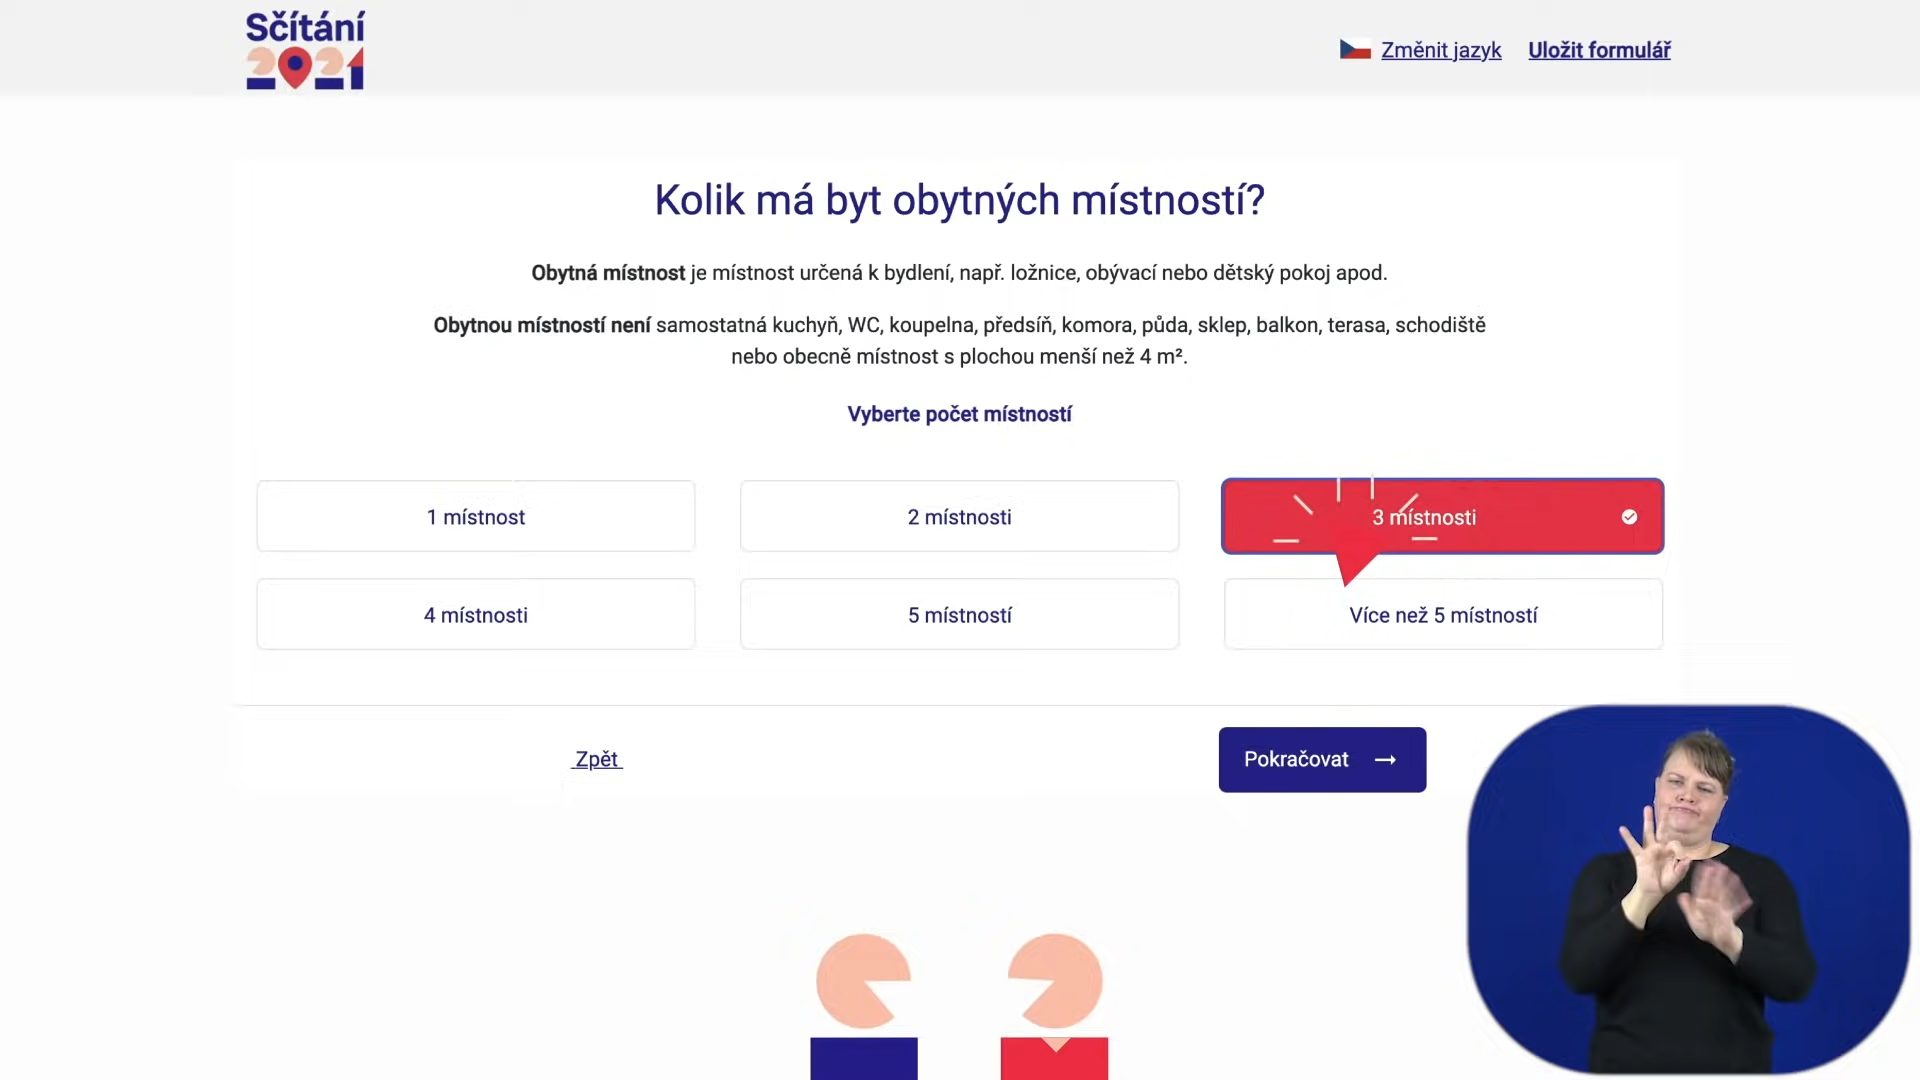 Sčítání
2021
Změnit jazyk
Uložit formulář
Kolik má byt obytných místností?
Obytná místnost je místnost určená k bydlení, např. ložnice, obývací nebo dětský pokoj apod.
Obytnou místností není samostatná kuchyň, WC, koupelna, předsíň, komora, půda, sklep, balkon, terasa, schodiště
nebo obecně místnost s plochou menší než 4 m².
Vyberte počet místností
1 místnost
2 místnosti
3 místnosti
4 místnosti
5 místností
Více než 5 místností
Zpět
Pokračovat →